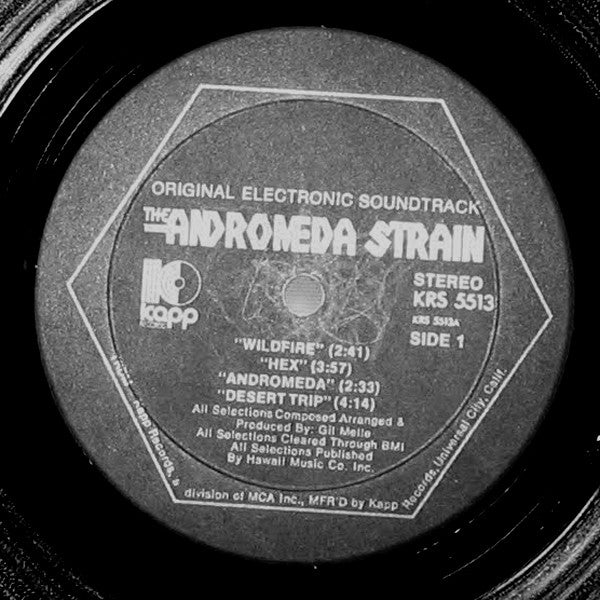 ORIGINAL ELECTRONIC SOUNDTRACK
THE ANDROMEDA STRAIN
kapp
RECORDS
STEREO
KRS 5513
KRS 5513A
SIDE 1
"WILDFIRE" (2:41)
"HEX" (3:57)
"ANDROMEDA" (2:33)
"DESERT TRIP" (4:14)
All Selections Composed Arranged &
Produced By: Gil Melle
All Selections Cleared Through BMI
All Selections Published
By Hawaii Music Co. Inc.
Kapp Records, a division of MCA Inc., MFR'D by Kapp Records, Universal City, Calif.